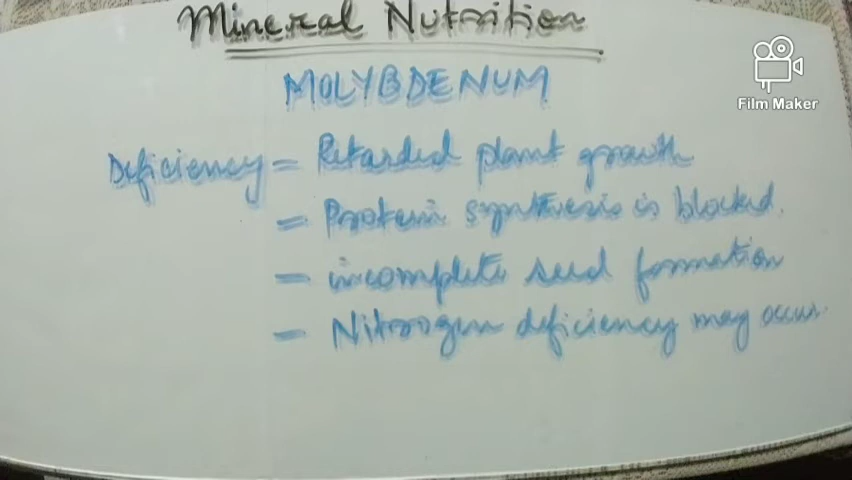 Mineral Nutrition
Film Maker
MOLYBDENUM
Deficiency = Retarded plant growth
= Protein synthesis is blocked.
= incomplete seed formation
= Nitrogen deficiency may occur.